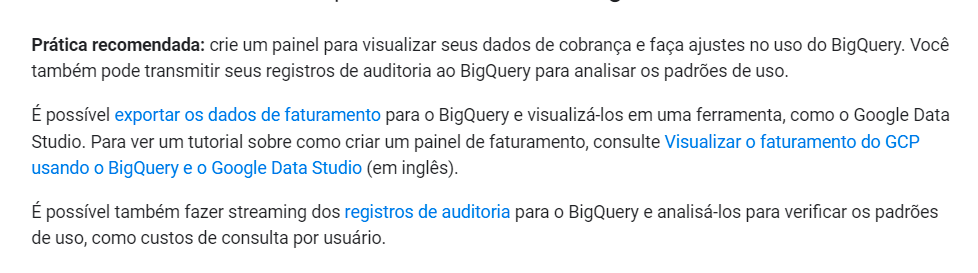 Prática recomendada: crie um painel para visualizar seus dados de cobrança e faça ajustes no uso do BigQuery. Você
também pode transmitir seus registros de auditoria ao BigQuery para analisar os padrões de uso.
É possível exportar os dados de faturamento para o BigQuery e visualizá-los em uma ferramenta, como o Google Data
Studio. Para ver um tutorial sobre como criar um painel de faturamento, consulte Visualizar o faturamento do GCP
usando o BigQuery e o Google Data Studio (em inglês).
É possível também fazer streaming dos registros de auditoria para o BigQuery e analisá-los para verificar os padrões
de uso, como custos de consulta por usuário.